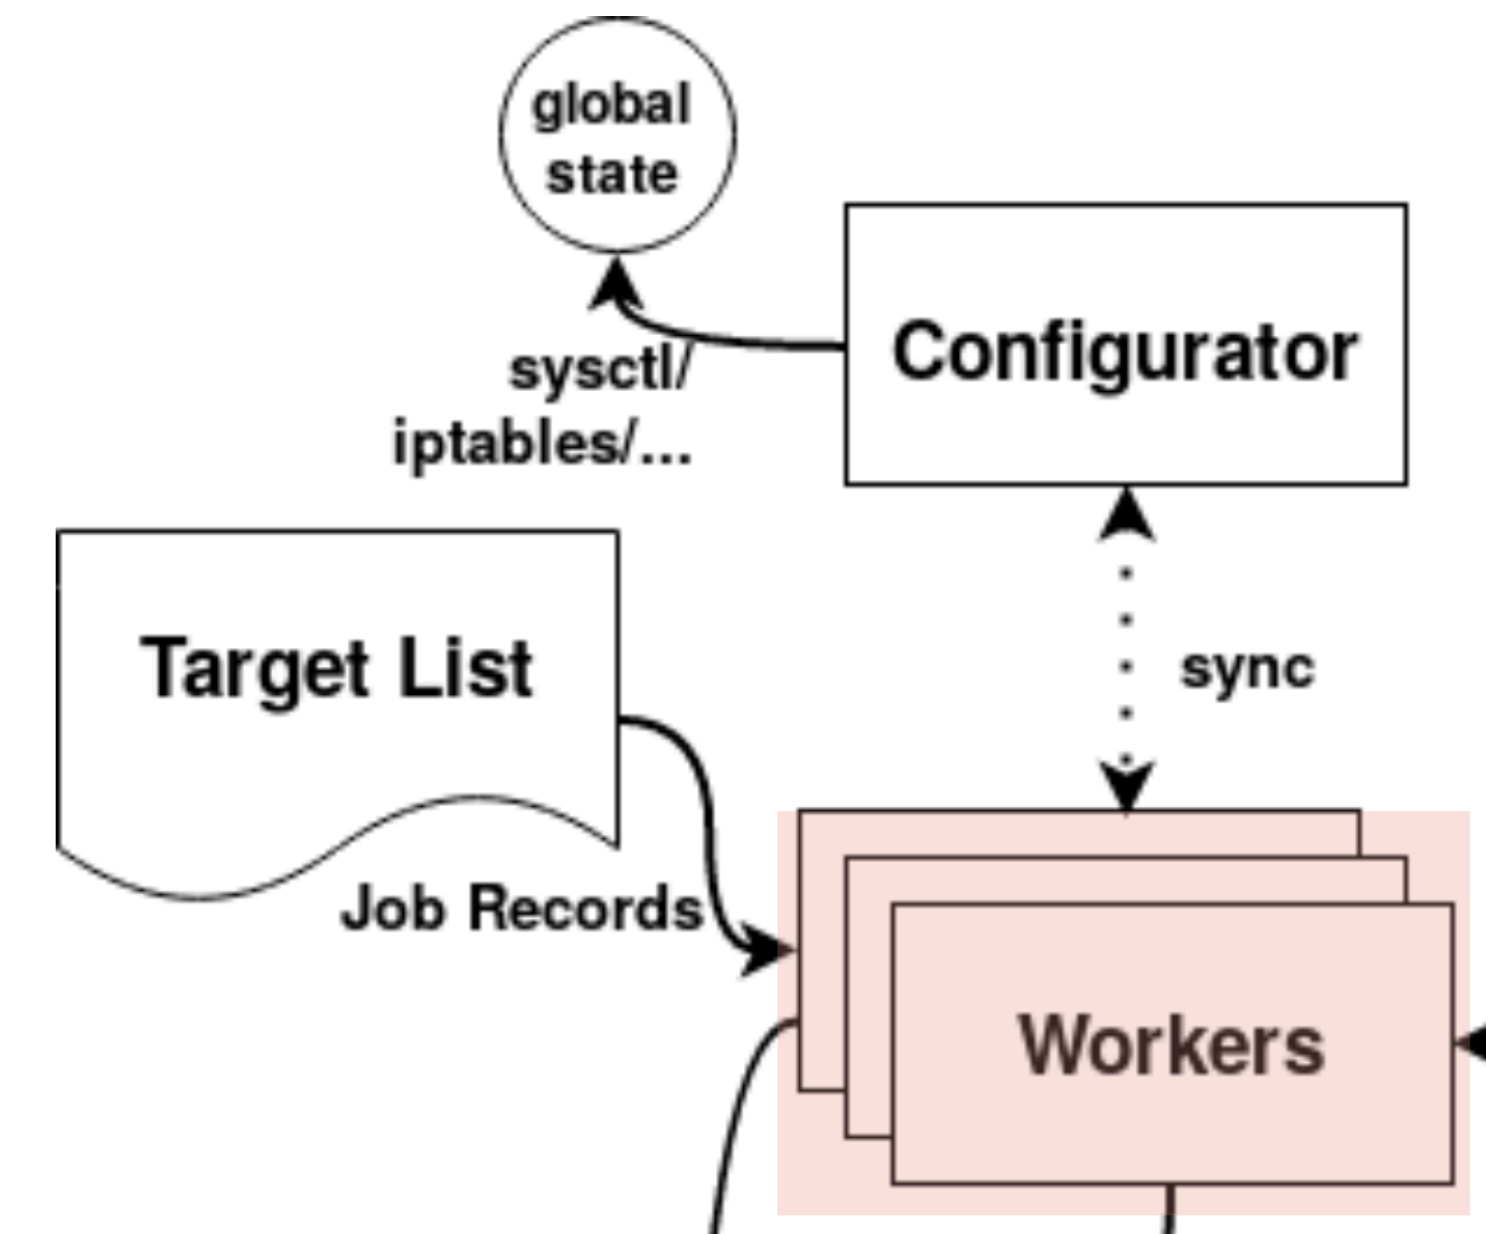 global
state
Configurator
sysctl/
iptables/...
Target List
sync
Job Records
Workers